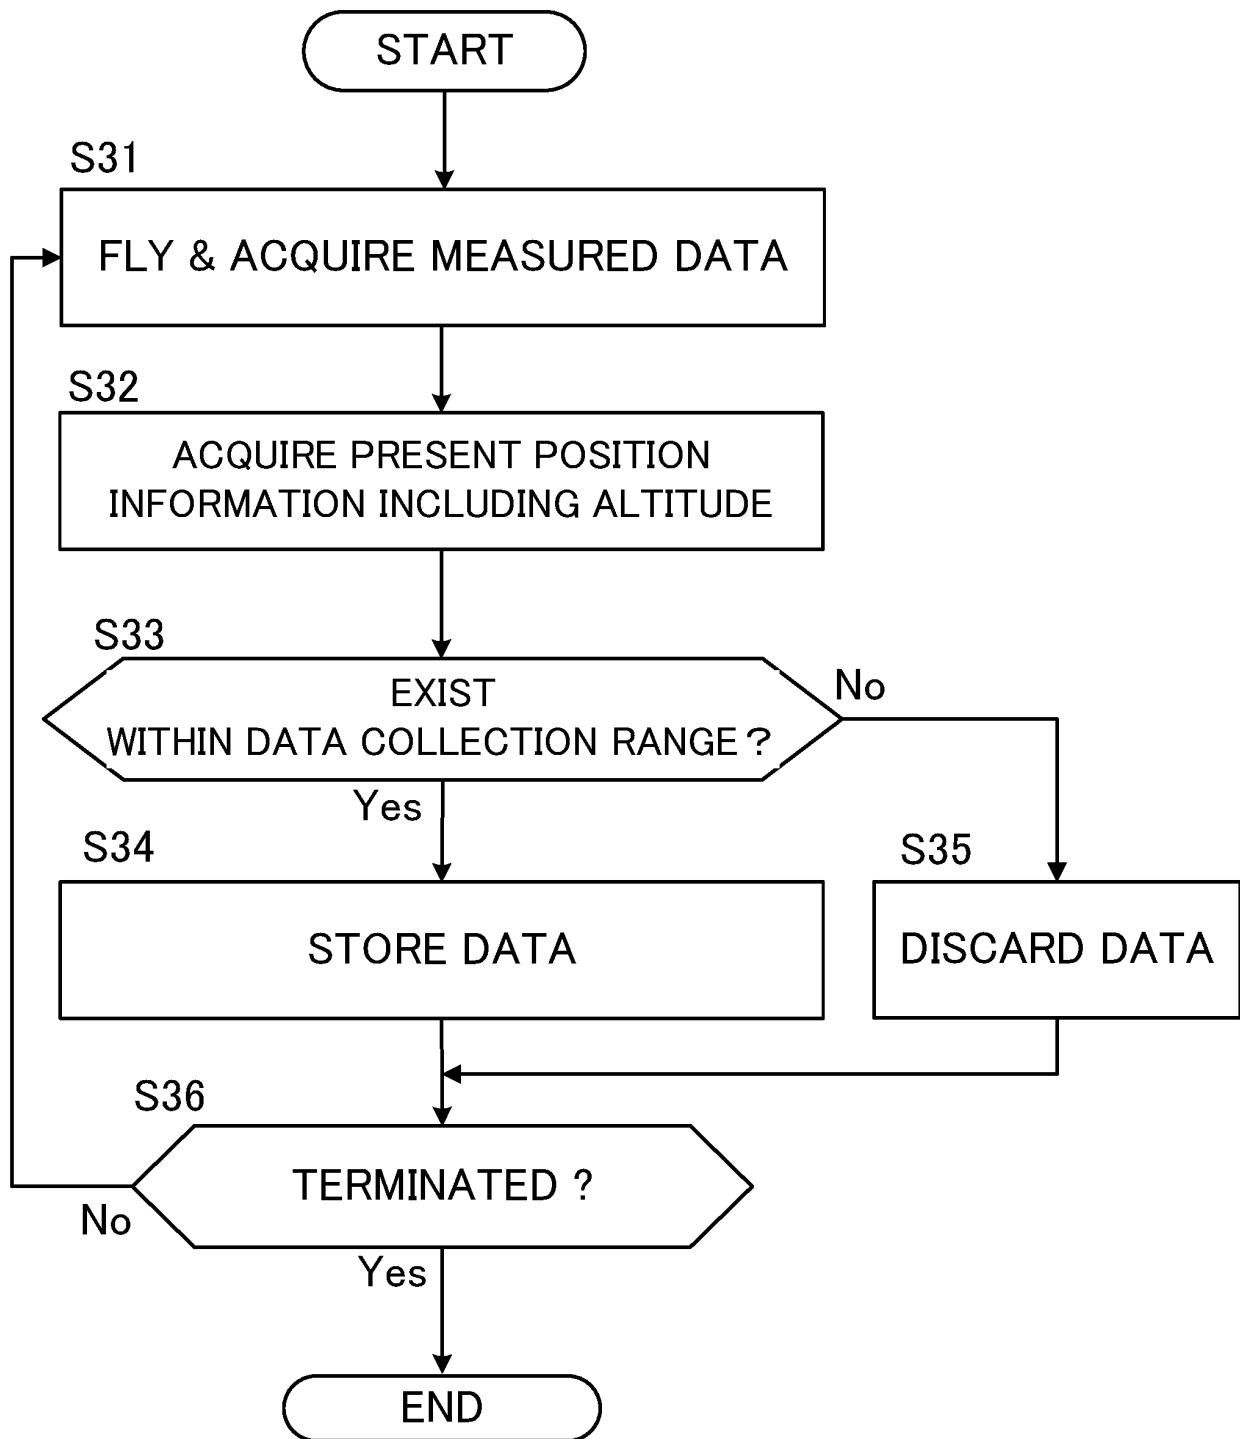 START
S31
FLY & ACQUIRE MEASURED DATA
S32
ACQUIRE PRESENT POSITION
INFORMATION INCLUDING ALTITUDE
S33
EXIST
WITHIN DATA COLLECTION RANGE?
No
Yes
S34
STORE DATA
S35
DISCARD DATA
S36
TERMINATED ?
No
Yes
END